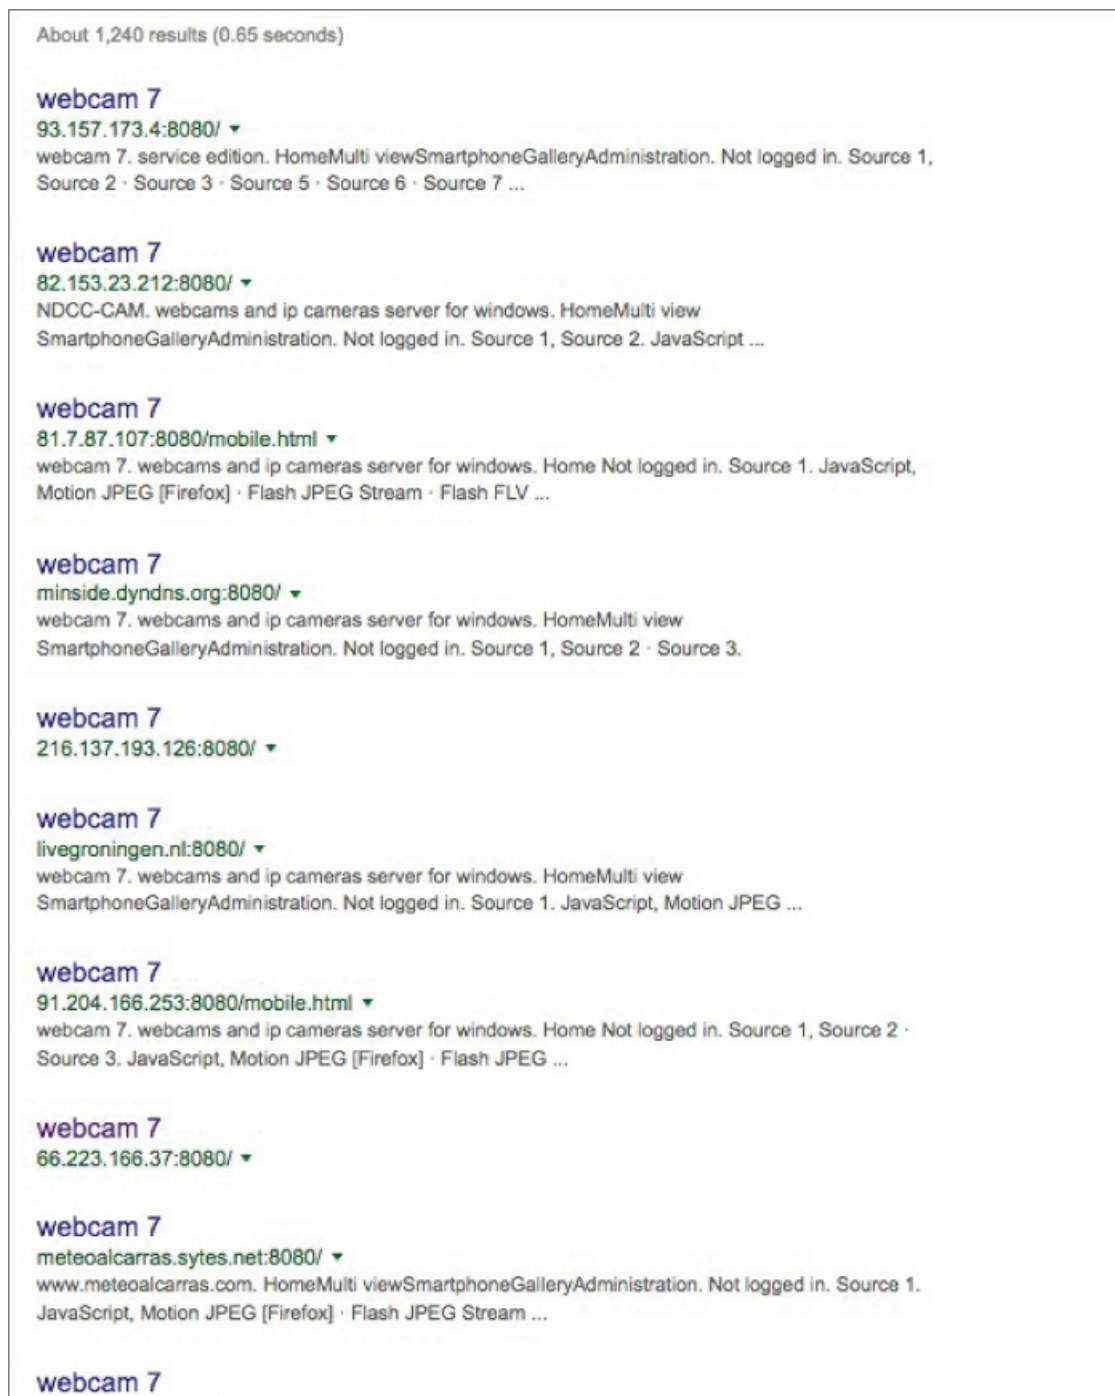 About 1,240 results (0.65 seconds)
webcam 7
93.157.173.4:8080/
webcam 7. service edition. HomeMulti viewSmartphoneGalleryAdministration. Not logged in. Source 1,
Source 2 · Source 3 · Source 5 · Source 6 · Source 7 ...
webcam 7
82.153.23.212:8080/
NDCC-CAM. webcams and ip cameras server for windows. HomeMulti view
SmartphoneGalleryAdministration. Not logged in. Source 1, Source 2. JavaScript ...
webcam 7
81.7.87.107:8080/mobile.html
webcam 7. webcams and ip cameras server for windows. Home Not logged in. Source 1. JavaScript,
Motion JPEG [Firefox] · Flash JPEG Stream · Flash FLV ...
webcam 7
minside.dyndns.org:8080/
webcam 7. webcams and ip cameras server for windows. HomeMulti view
SmartphoneGalleryAdministration. Not logged in. Source 1, Source 2 · Source 3.
webcam 7
216.137.193.126:8080/
webcam 7
livegroningen.nl:8080/
webcam 7. webcams and ip cameras server for windows. HomeMulti view
SmartphoneGalleryAdministration. Not logged in. Source 1. JavaScript, Motion JPEG ...
webcam 7
91.204.166.253:8080/mobile.html
webcam 7. webcams and ip cameras server for windows. Home Not logged in. Source 1, Source 2 ·
Source 3. JavaScript, Motion JPEG [Firefox] · Flash JPEG ...
webcam 7
66.223.166.37:8080/
webcam 7
meteoalcarras.sytes.net:8080/
www.meteoalcarras.com. HomeMulti viewSmartphoneGalleryAdministration. Not logged in. Source 1.
JavaScript, Motion JPEG [Firefox] · Flash JPEG Stream ...
webcam 7